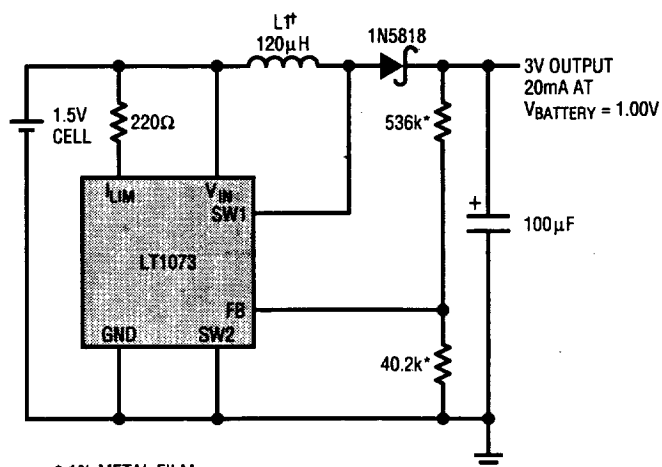 L1†
120µH
1N5818
3V OUTPUT
20mA AT
VBATTERY = 1.00V
1.5V
CELL
220Ω
536k*
ILIM
VIN
SW1
+
100µF
LT1073
FB
GND
SW2
40.2k*